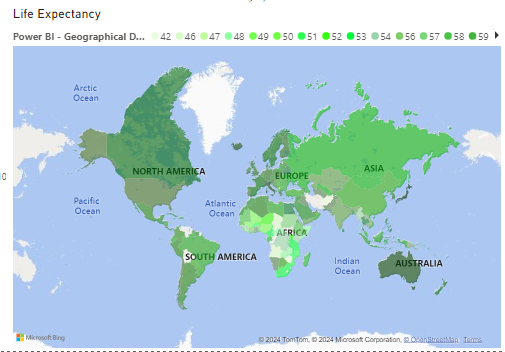 Life Expectancy
Power BI - Geographical D... 42 46 47 48 49 50 51 52 53 54 56 57 58 59
Arctic
Ocean
NORTH AMERICA
EUROPE
ASIA
Pacific
Ocean
Atlantic
Ocean
AFRICA
SOUTH AMERICA
Indian
Ocean
AUSTRALIA
Microsoft Bing
© 2024 TomTom, © 2024 Microsoft Corporation, © OpenStreetMap Terms